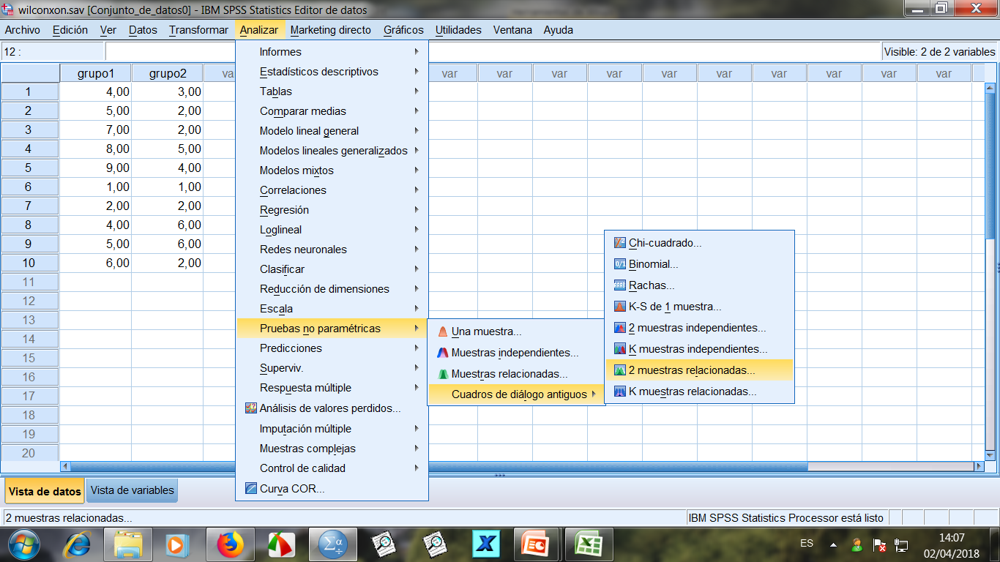 wilconxon.sav [Conjunto_de_datos0] - IBM SPSS Statistics Editor de datos
Archivo Edición Ver Datos Transformar Analizar Marketing directo Gráficos Utilidades Ventana Ayuda
12 :
Visible: 2 de 2 variables
grupo1 grupo2 va var var var var var var var var var var
1 4,00 3,00
2 5,00 2,00
3 7,00 2,00
4 8,00 5,00
5 9,00 4,00
6 1,00 1,00
7 2,00 2,00
8 4,00 6,00
9 5,00 6,00
10 6,00 2,00
11
12
13
14
15
16
17
18
19
20
Informes
Estadísticos descriptivos
Tablas
Comparar medias
Modelo lineal general
Modelos lineales generalizados
Modelos mixtos
Correlaciones
Regresión
Loglineal
Redes neuronales
Clasificar
Reducción de dimensiones
Escala
Pruebas no paramétricas
Predicciones
Superviv.
Respuesta múltiple
Análisis de valores perdidos...
Imputación múltiple
Muestras complejas
Control de calidad
Curva COR...
Una muestra...
Muestras independientes...
Muestras relacionadas...
Cuadros de diálogo antiguos
Chi-cuadrado...
0/1 Binomial...
AAAB Rachas...
K-S de 1 muestra...
2 muestras independientes...
K muestras independientes...
2 muestras relacionadas...
K muestras relacionadas...
Vista de datos Vista de variables
2 muestras relacionadas...
IBM SPSS Statistics Processor está listo
ES
14:07
02/04/2018